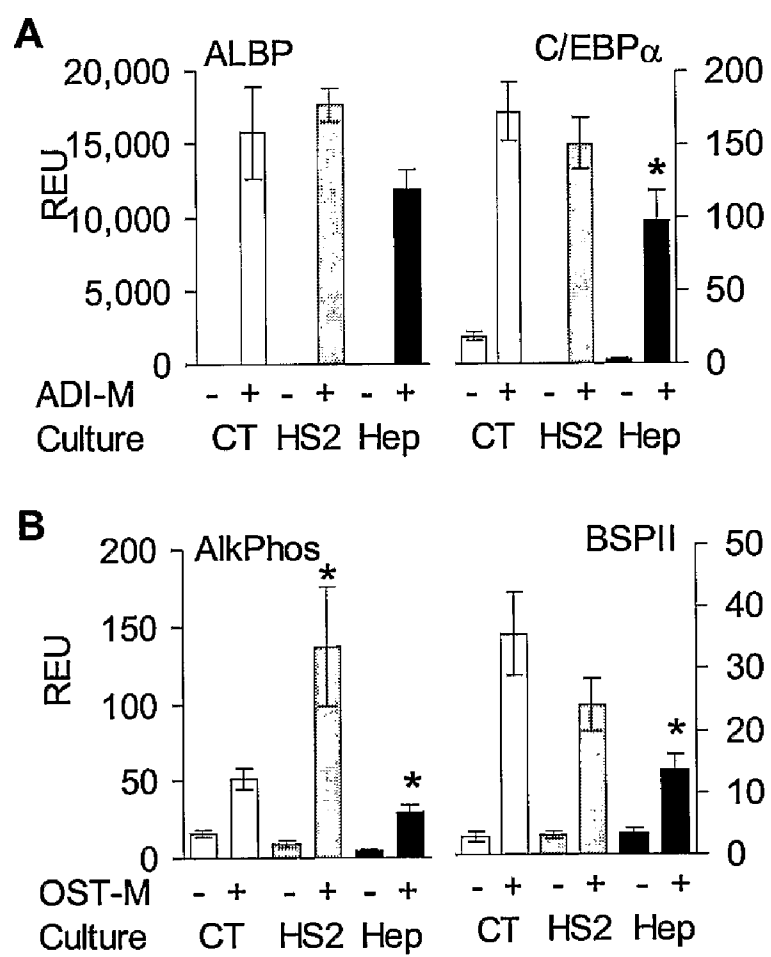 A
ALBP
C/EBPα
20,000
15,000
10,000
5,000
0
REU
200
150
100
50
0
*
ADI-M - + - + - + - + - + - +
Culture CT HS2 Hep CT HS2 Hep
B
AlkPhos
BSPII
200
150
100
50
0
REU
50
40
30
20
10
0
*
*
*
OST-M - + - + - + - + - + - +
Culture CT HS2 Hep CT HS2 Hep